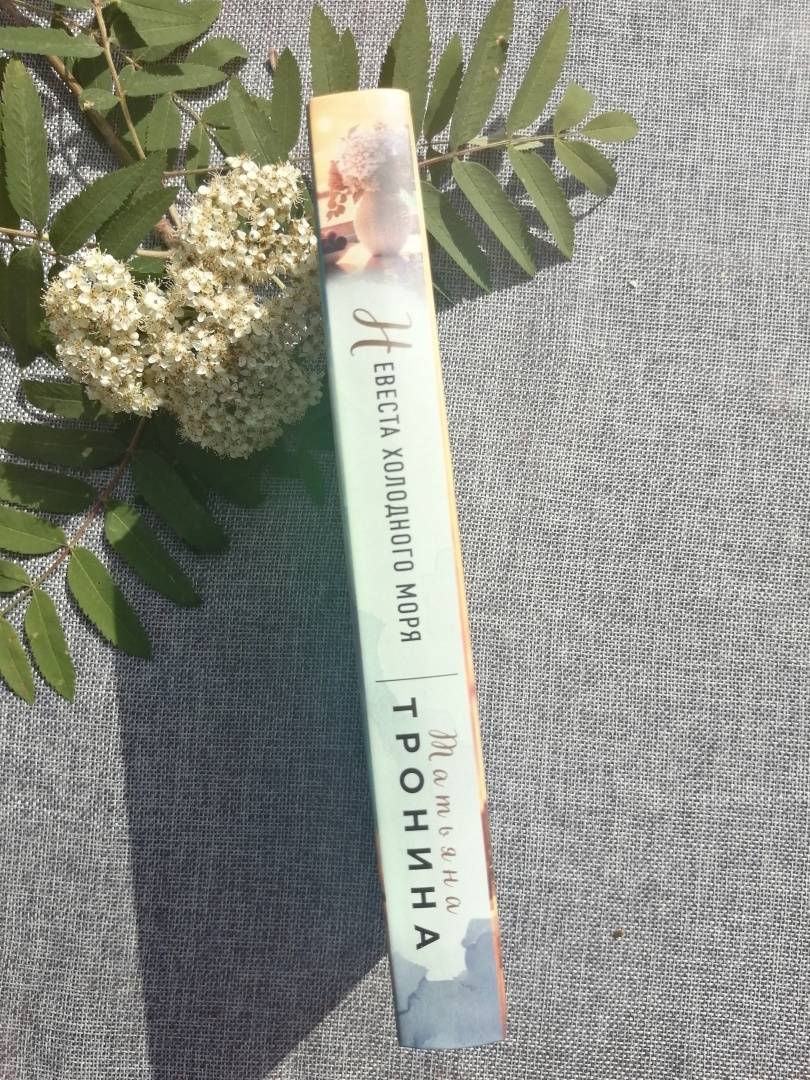 Невеста холодного моря
Татьяна
ТРОНИНА